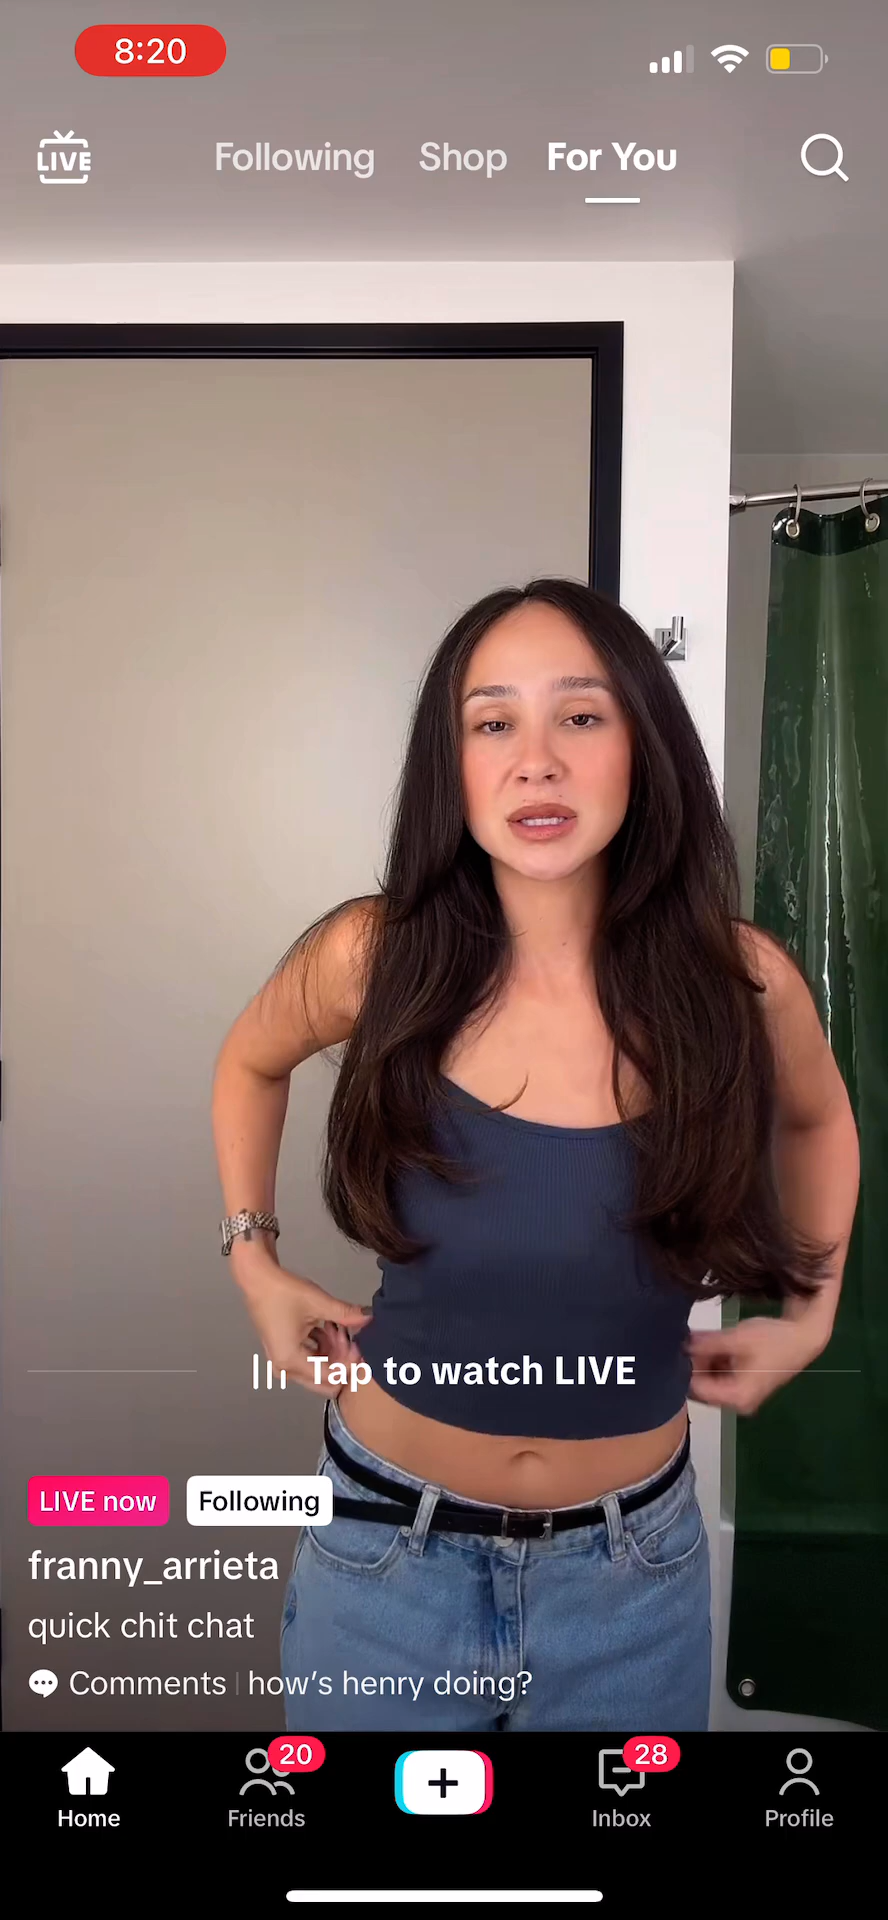 8:20
LIVE
Following Shop For You
Tap to watch LIVE
LIVE now Following
franny_arrieta
quick chit chat
Comments how's henry doing?
20
28
Home Friends Inbox Profile